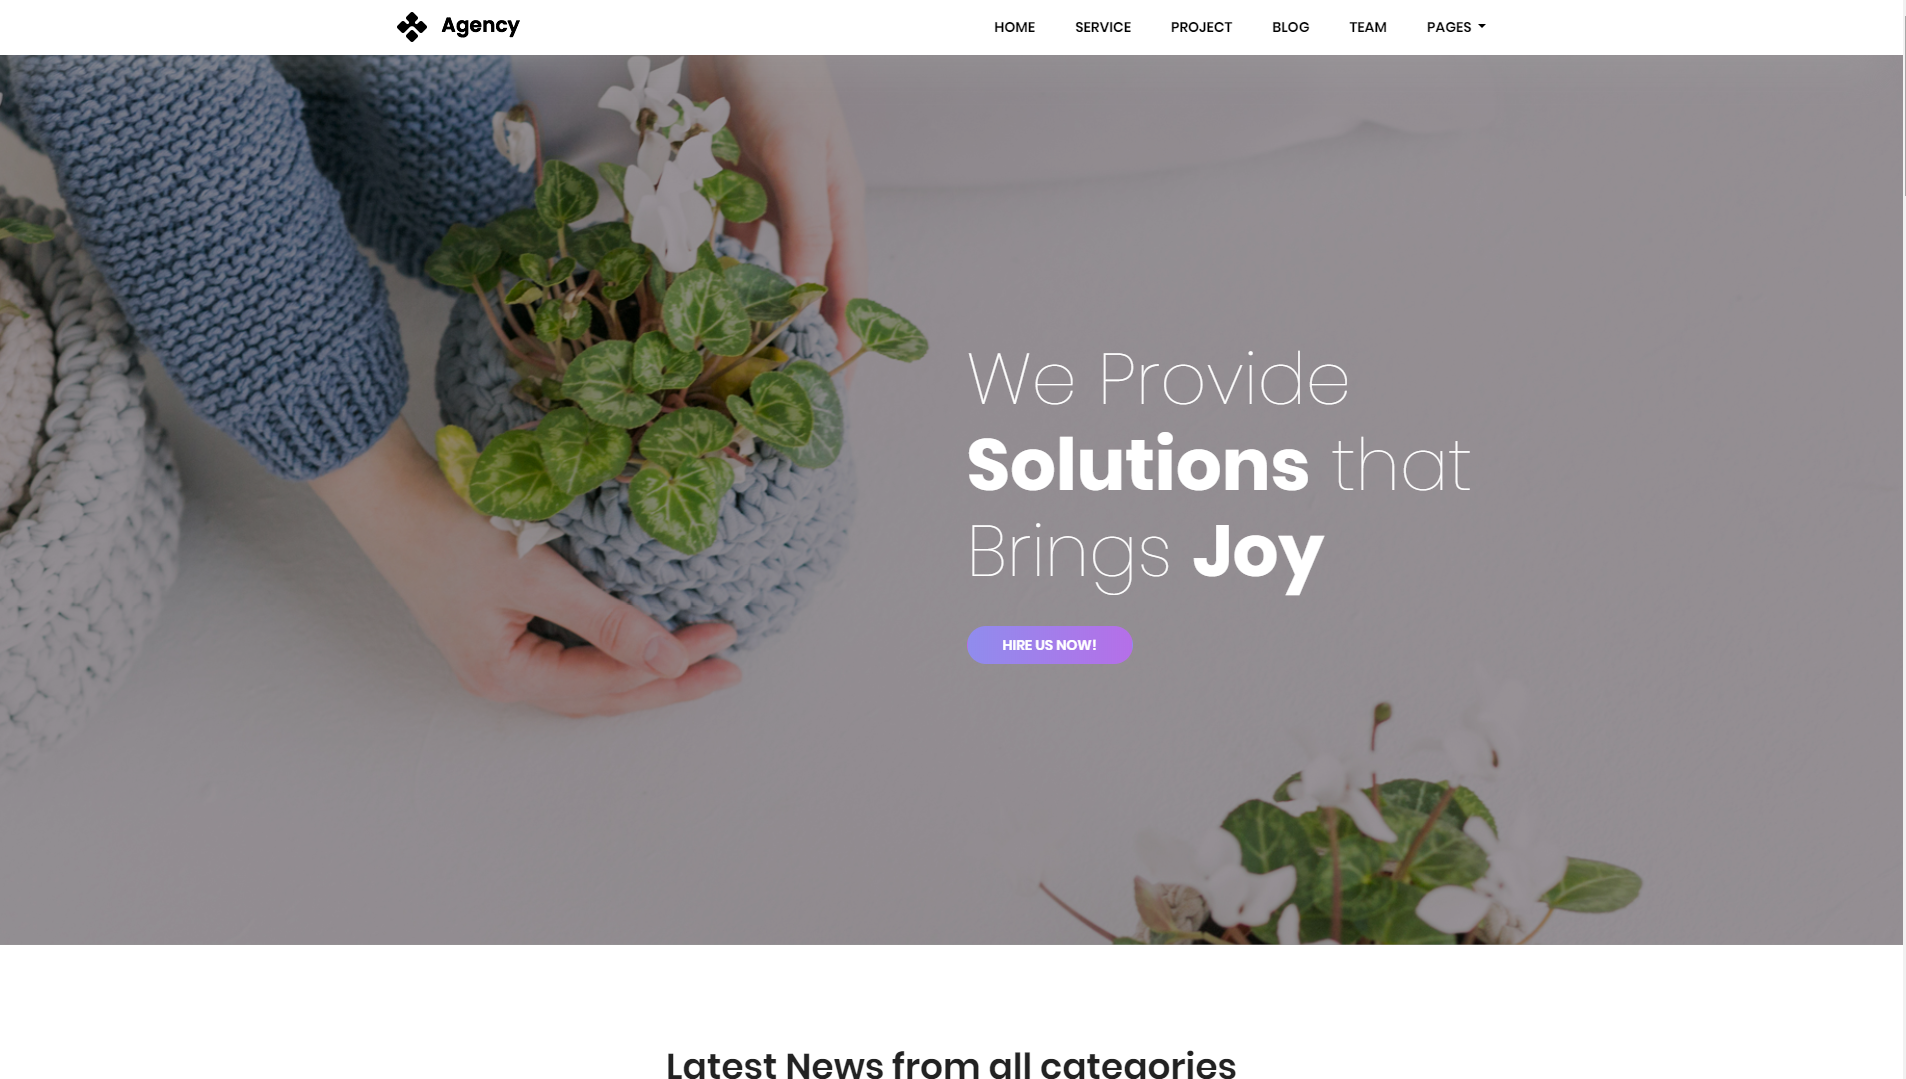 Agency
HOME SERVICE PROJECT BLOG TEAM PAGES
We Provide
Solutions that
Brings Joy
HIRE US NOW!
Latest News from all categories